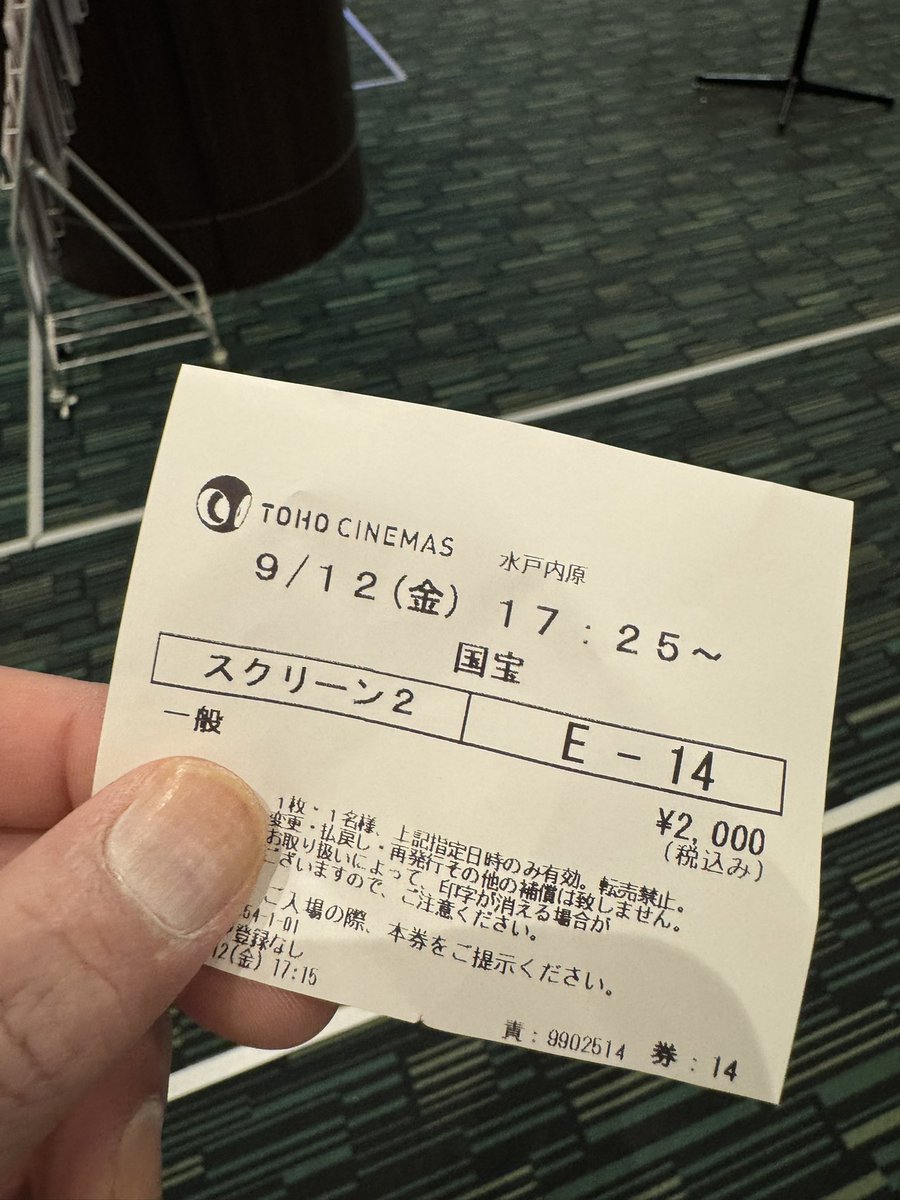 TOHO CINEMAS 水戸内原
9/12(金) 17:25~
国宝
スクリーン2 E-14
一般
¥2,000
(税込み)
1枚・1名様、上記指定日時のみ有効。転売禁止。
変更・払戻し・再発行その他の補償は致しません。
お取り扱いによって、印字が消える場合が
ございますので、ご注意ください。
ご入場の際、本券をご提示ください。
64-1-01
登録なし
12(金) 17:15
責:9902514 券:14